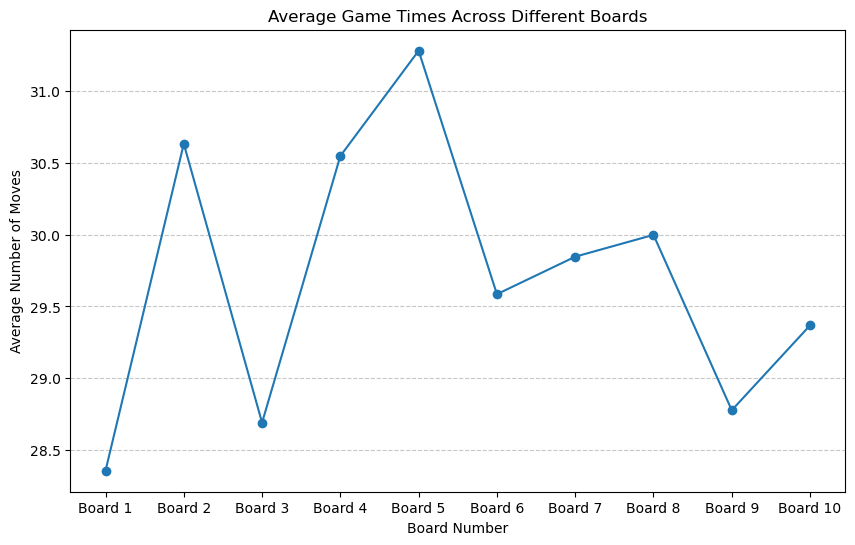 Average Game Times Across Different Boards
Average Number of Moves
31.0
30.5
30.0
29.5
29.0
28.5
Board 1 Board 2 Board 3 Board 4 Board 5 Board 6 Board 7 Board 8 Board 9 Board 10
Board Number